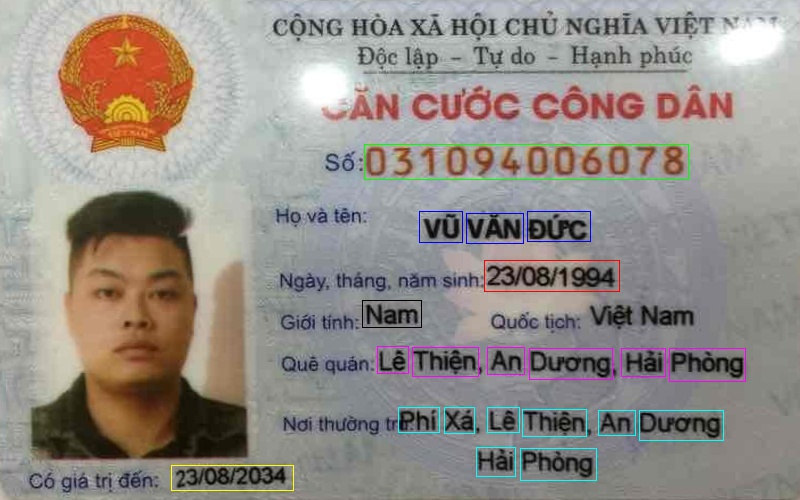 CỘNG HÒA XÃ HỘI CHỦ NGHĨA VIỆT NAM
Độc lập – Tự do – Hạnh phúc
CĂN CƯỚC CÔNG DÂN
Số: 031094006078
Họ và tên: VŨ VĂN ĐỨC
Ngày, tháng, năm sinh: 23/08/1994
Giới tính: Nam Quốc tịch: Việt Nam
Quê quán: Lê Thiện, An Dương, Hải Phòng
Nơi thường trú: Phí Xá, Lê Thiện, An Dương
Hải Phòng
Có giá trị đến: 23/08/2034
VIỆT NAM